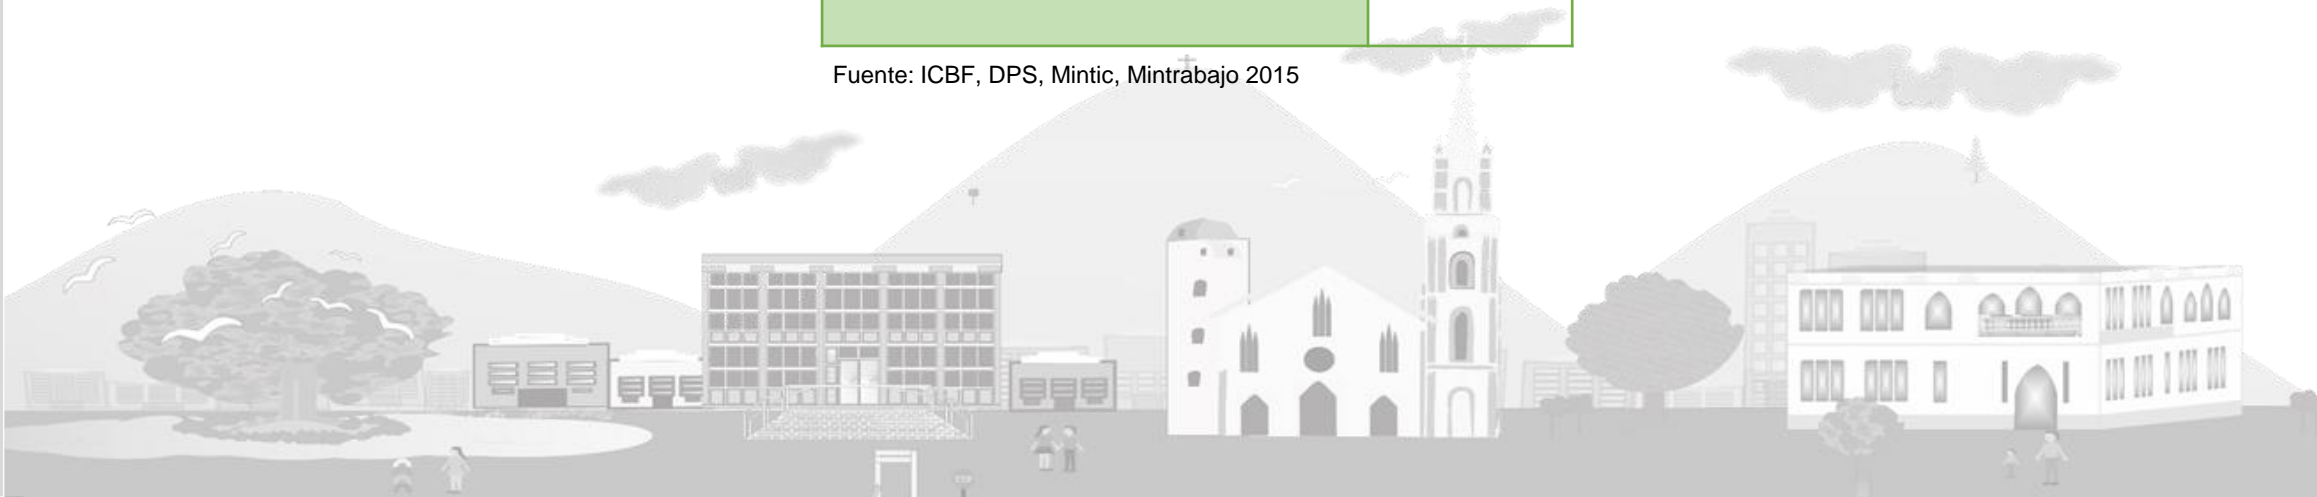 Fuente: ICBF, DPS, Mintic, Mintrabajo 2015